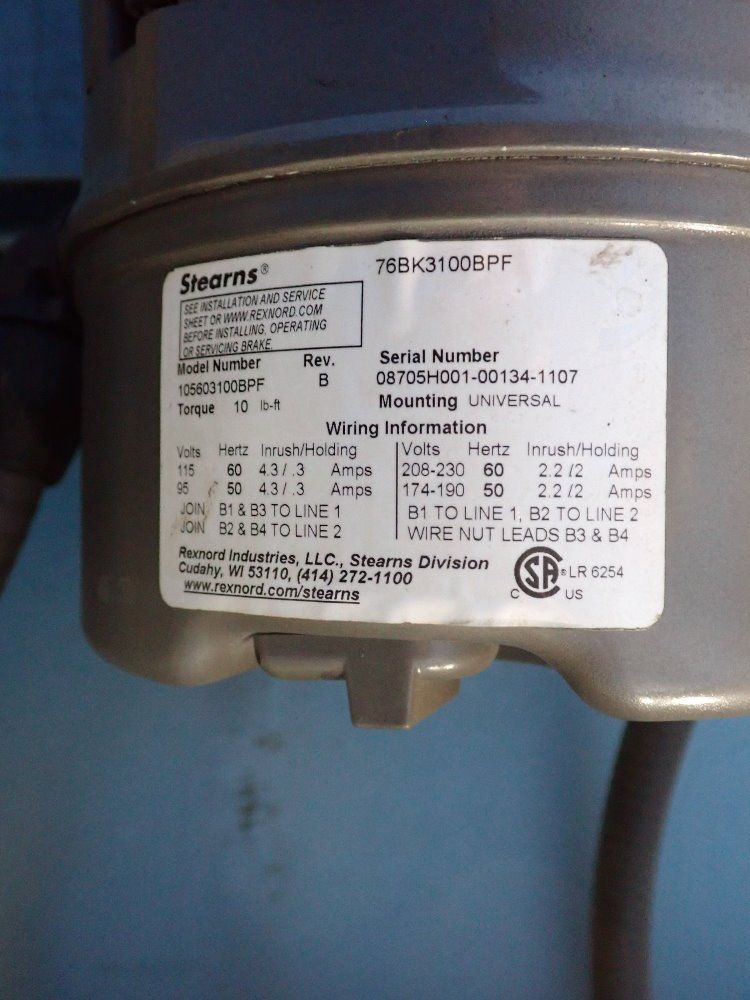 Stearns® 76BK3100BPF
SEE INSTALLATION AND SERVICE
SHEET OR WWW.REXNORD.COM
BEFORE INSTALLING, OPERATING
OR SERVICING BRAKE.
Model Number Rev. Serial Number
105603100BPF B 08705H001-00134-1107
Torque 10 lb-ft Mounting UNIVERSAL
Wiring Information
Volts Hertz Inrush/Holding Volts Hertz Inrush/Holding
115 60 4.3 / .3 Amps 208-230 60 2.2 /2 Amps
95 50 4.3 / .3 Amps 174-190 50 2.2 /2 Amps
JOIN B1 & B3 TO LINE 1 B1 TO LINE 1, B2 TO LINE 2
JOIN B2 & B4 TO LINE 2 WIRE NUT LEADS B3 & B4
Rexnord Industries, LLC., Stearns Division
Cudahy, WI 53110, (414) 272-1100
www.rexnord.com/stearns
C SA ® US LR 6254